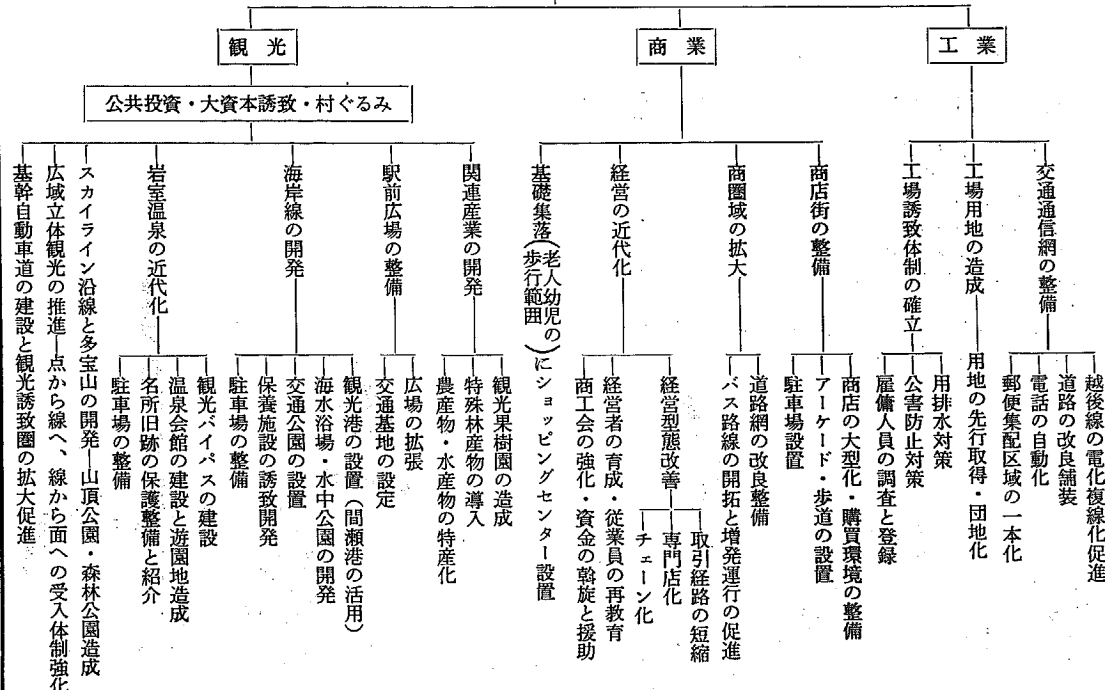 工業
交通通信網の整備
越後線の電化複線化促進
道路の改良舗装
電話の自動化
郵便集配区域の一本化
工場用地の造成
用地の先行取得・団地化
工場誘致体制の確立
用排水対策
公害防止対策
雇傭人員の調査と登録
商業
商店街の整備
商店の大型化・購買環境の整備
アーケード・歩道の設置
駐車場設置
商圏域の拡大
道路網の改良整備
バス路線の開拓と増発運行の促進
経営の近代化
経営型態改善
取引経路の短縮
専門店化
チェーン化
経営者の育成・従業員の再教育
商工会の強化・資金の斡旋と援助
基礎集落(老人幼児の歩行範囲)にショッピングセンター設置
観光
公共投資・大資本誘致・村ぐるみ
関連産業の開発
観光果樹園の造成
特殊林産物の導入
農産物・水産物の特産化
駅前広場の整備
広場の拡張
交通基地の設定
海岸線の開発
観光港の設置(間瀬港の活用)
海水浴場・水中公園の開発
交通公園の設置
保養施設の誘致開発
駐車場の整備
岩室温泉の近代化
観光バイパスの建設
温泉会館の建設と遊園地造成
名所旧跡の保護整備と紹介
駐車場の整備
スカイライン沿線と多宝山の開発―山頂公園・森林公園造成
広域立体観光の推進―点から線へ、線から面への受入体制強化
基幹自動車道の建設と観光誘致圏の拡大促進